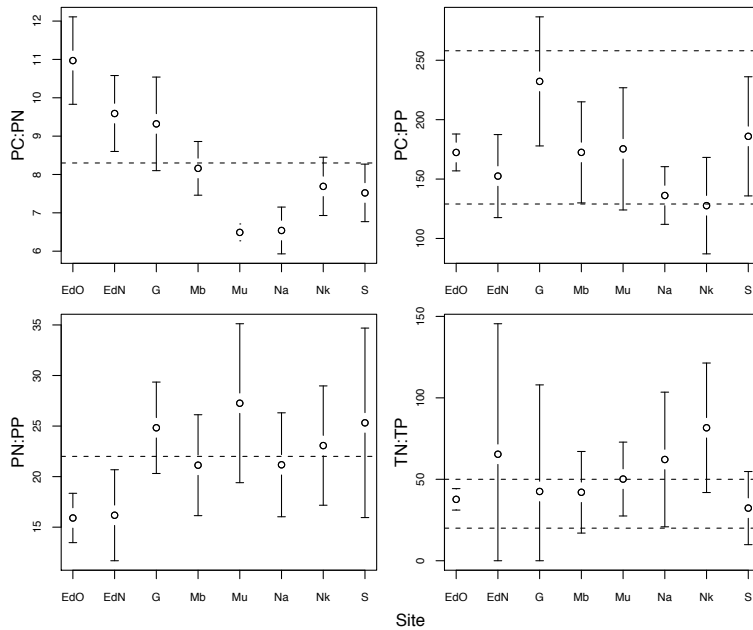 PC:PN
12
11
10
9
8
7
6
EdO EdN G Mb Mu Na Nk S
PC:PP
250
200
150
100
EdO EdN G Mb Mu Na Nk S
PN:PP
35
30
25
20
15
EdO EdN G Mb Mu Na Nk S
TN:TP
150
100
50
0
EdO EdN G Mb Mu Na Nk S
Site